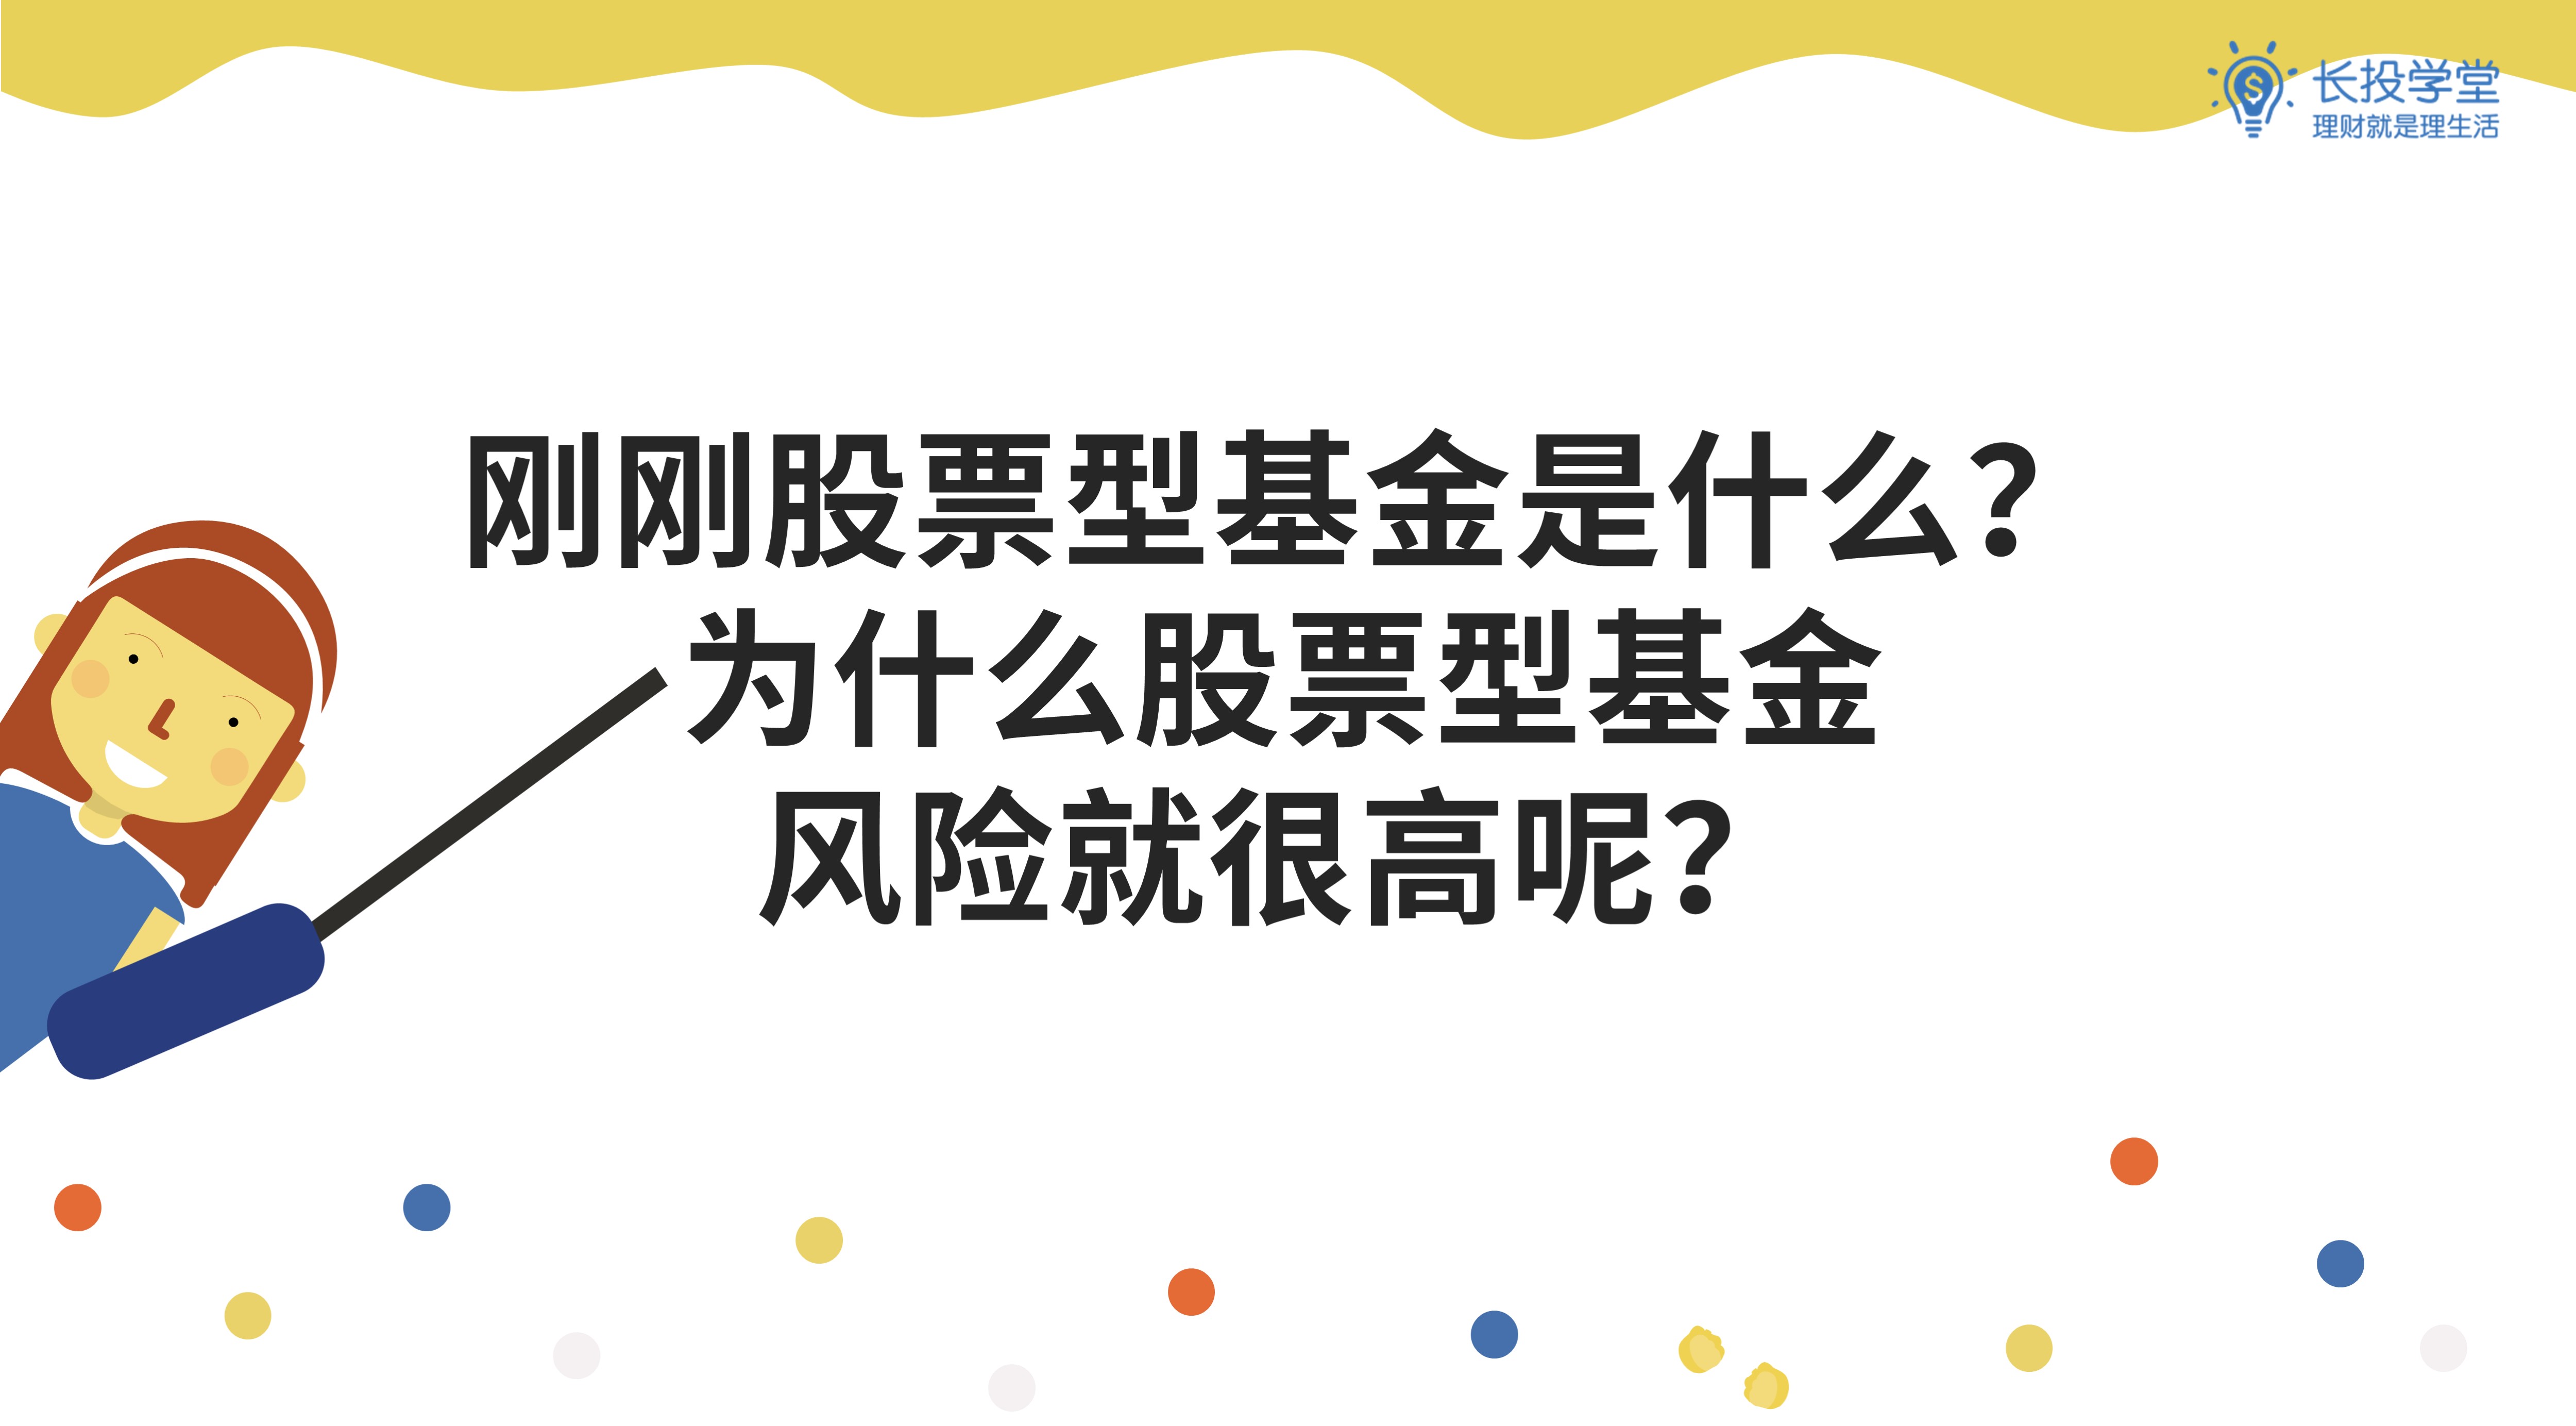 长投学堂
理财就是理生活
刚刚股票型基金是什么？
为什么股票型基金
风险就很高呢？